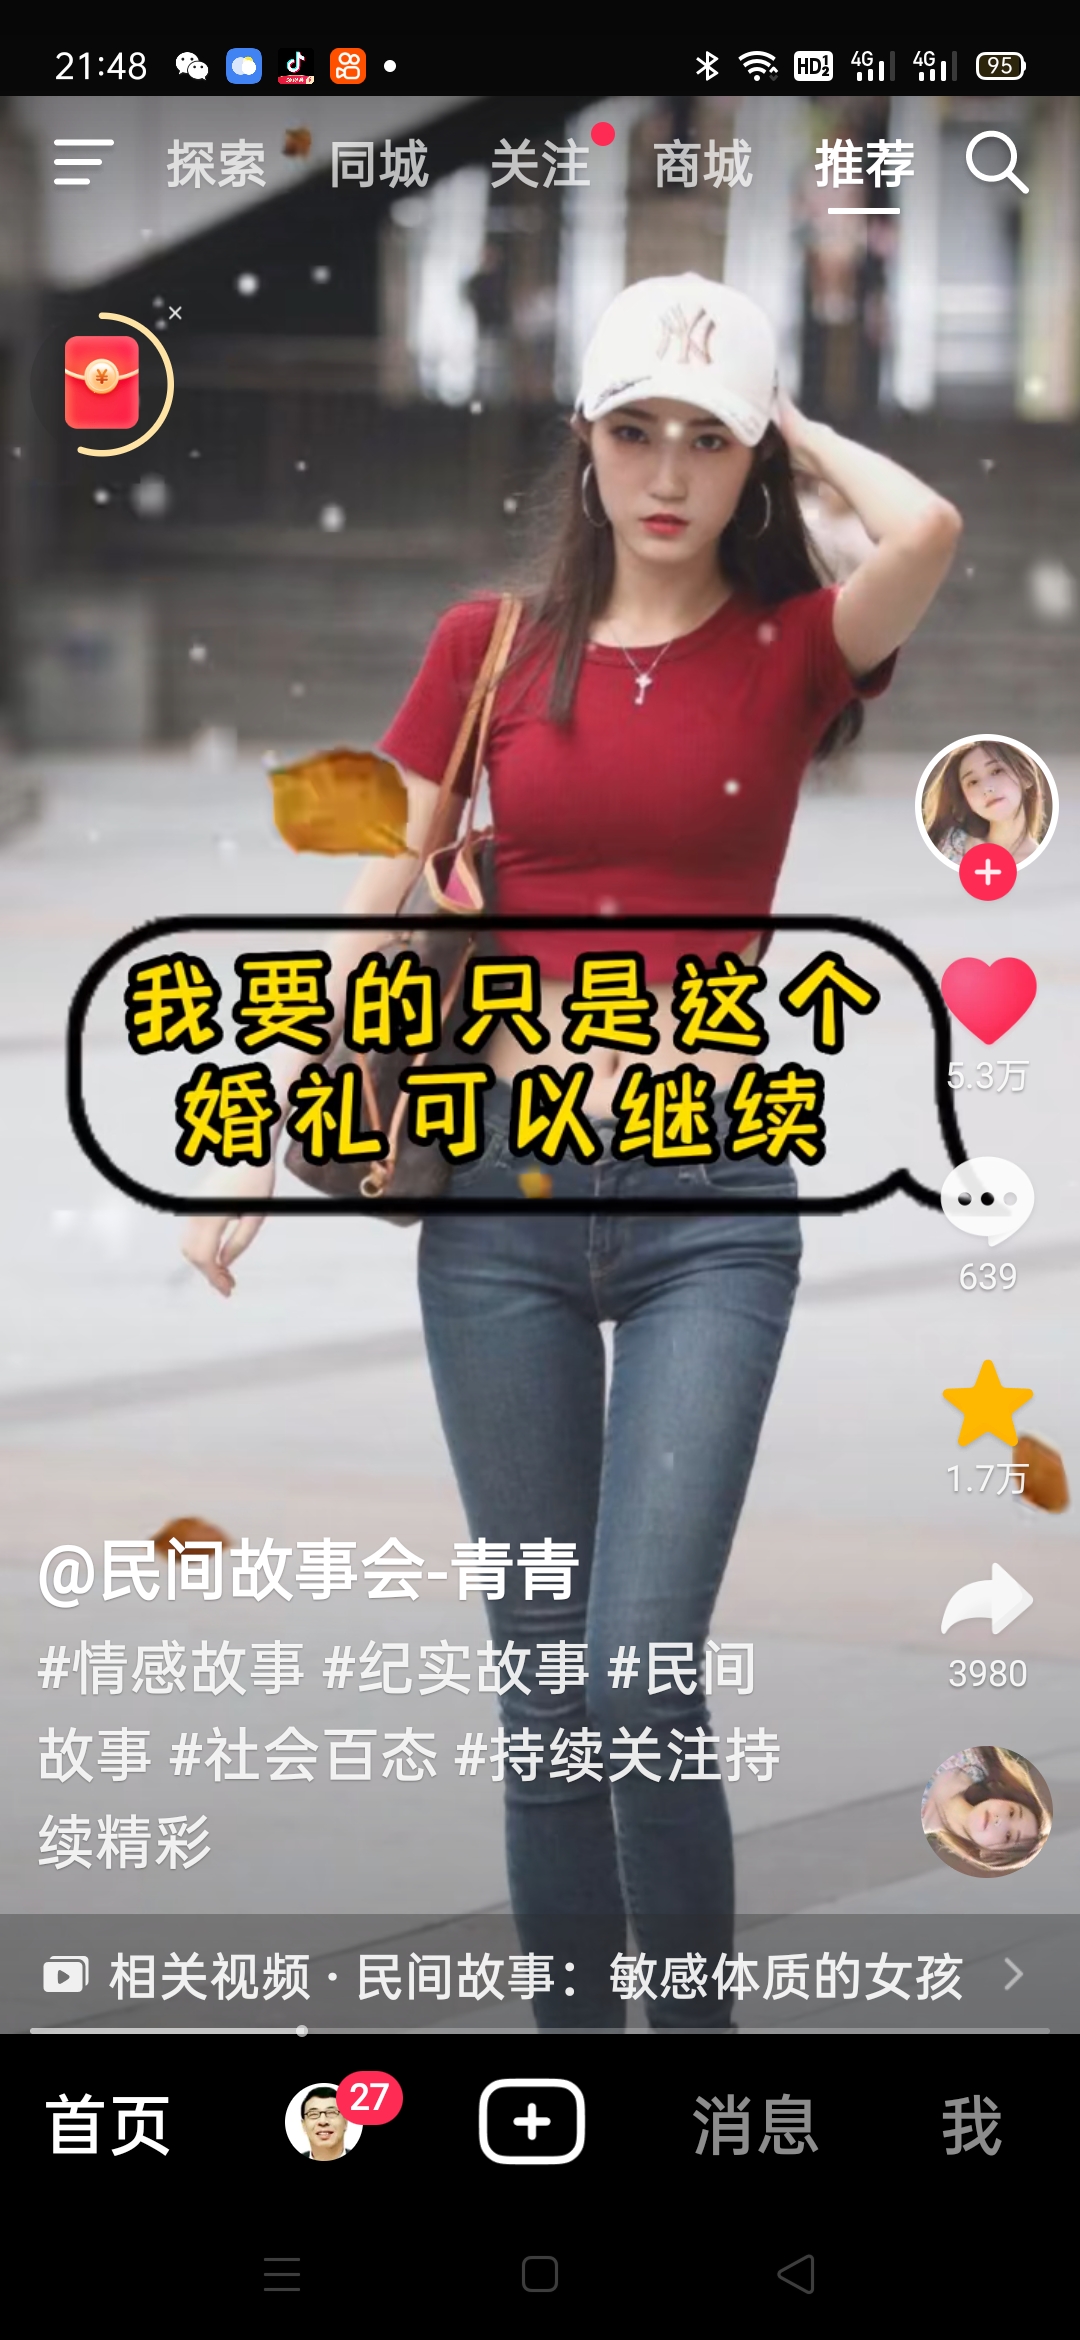 21:48
HD 1 2 4G 4G 95
探索 同城 关注 商城 推荐
¥
NY
我要的只是这个
婚礼可以继续
5.3万
639
1.7万
@民间故事会-青青
#情感故事 #纪实故事 #民间
故事 #社会百态 #持续关注持
续精彩
3980
相关视频 · 民间故事：敏感体质的女孩
首页 27 消息 我